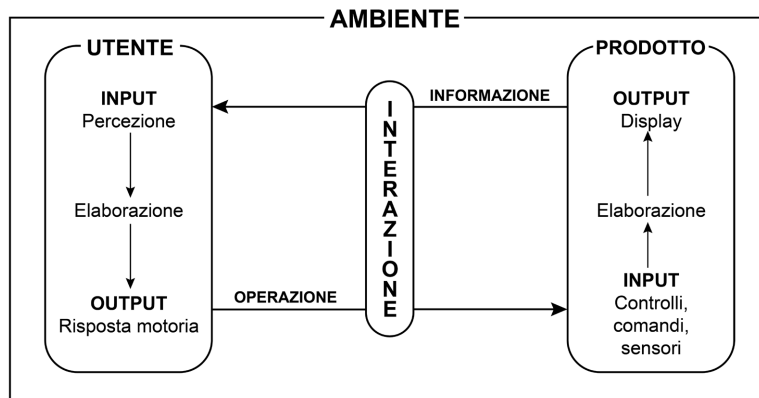 AMBIENTE
UTENTE
INPUT
Percezione
Elaborazione
OUTPUT
Risposta motoria
INFORMAZIONE
INTERAZIONE
OPERAZIONE
PRODOTTO
OUTPUT
Display
Elaborazione
INPUT
Controlli,
comandi,
sensori